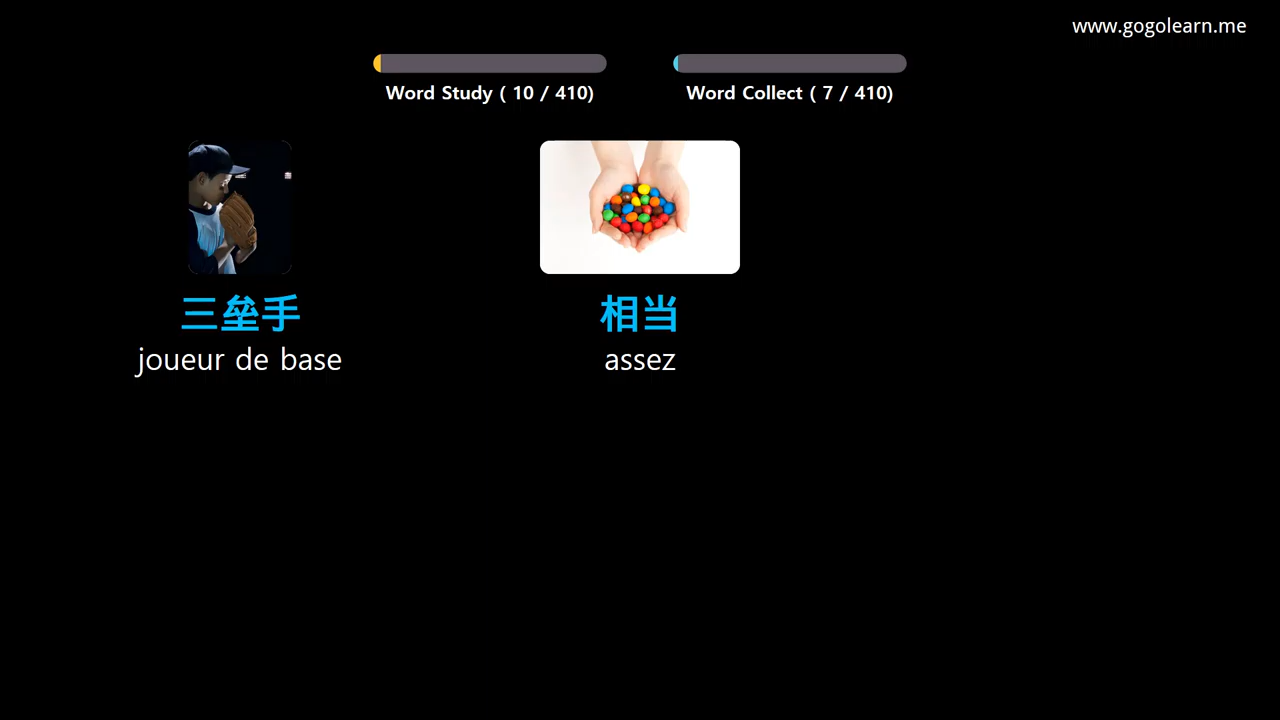 www.gogolearn.me
Word Study ( 10 / 410)
Word Collect ( 7 / 410)
三垒手
joueur de base
相当
assez